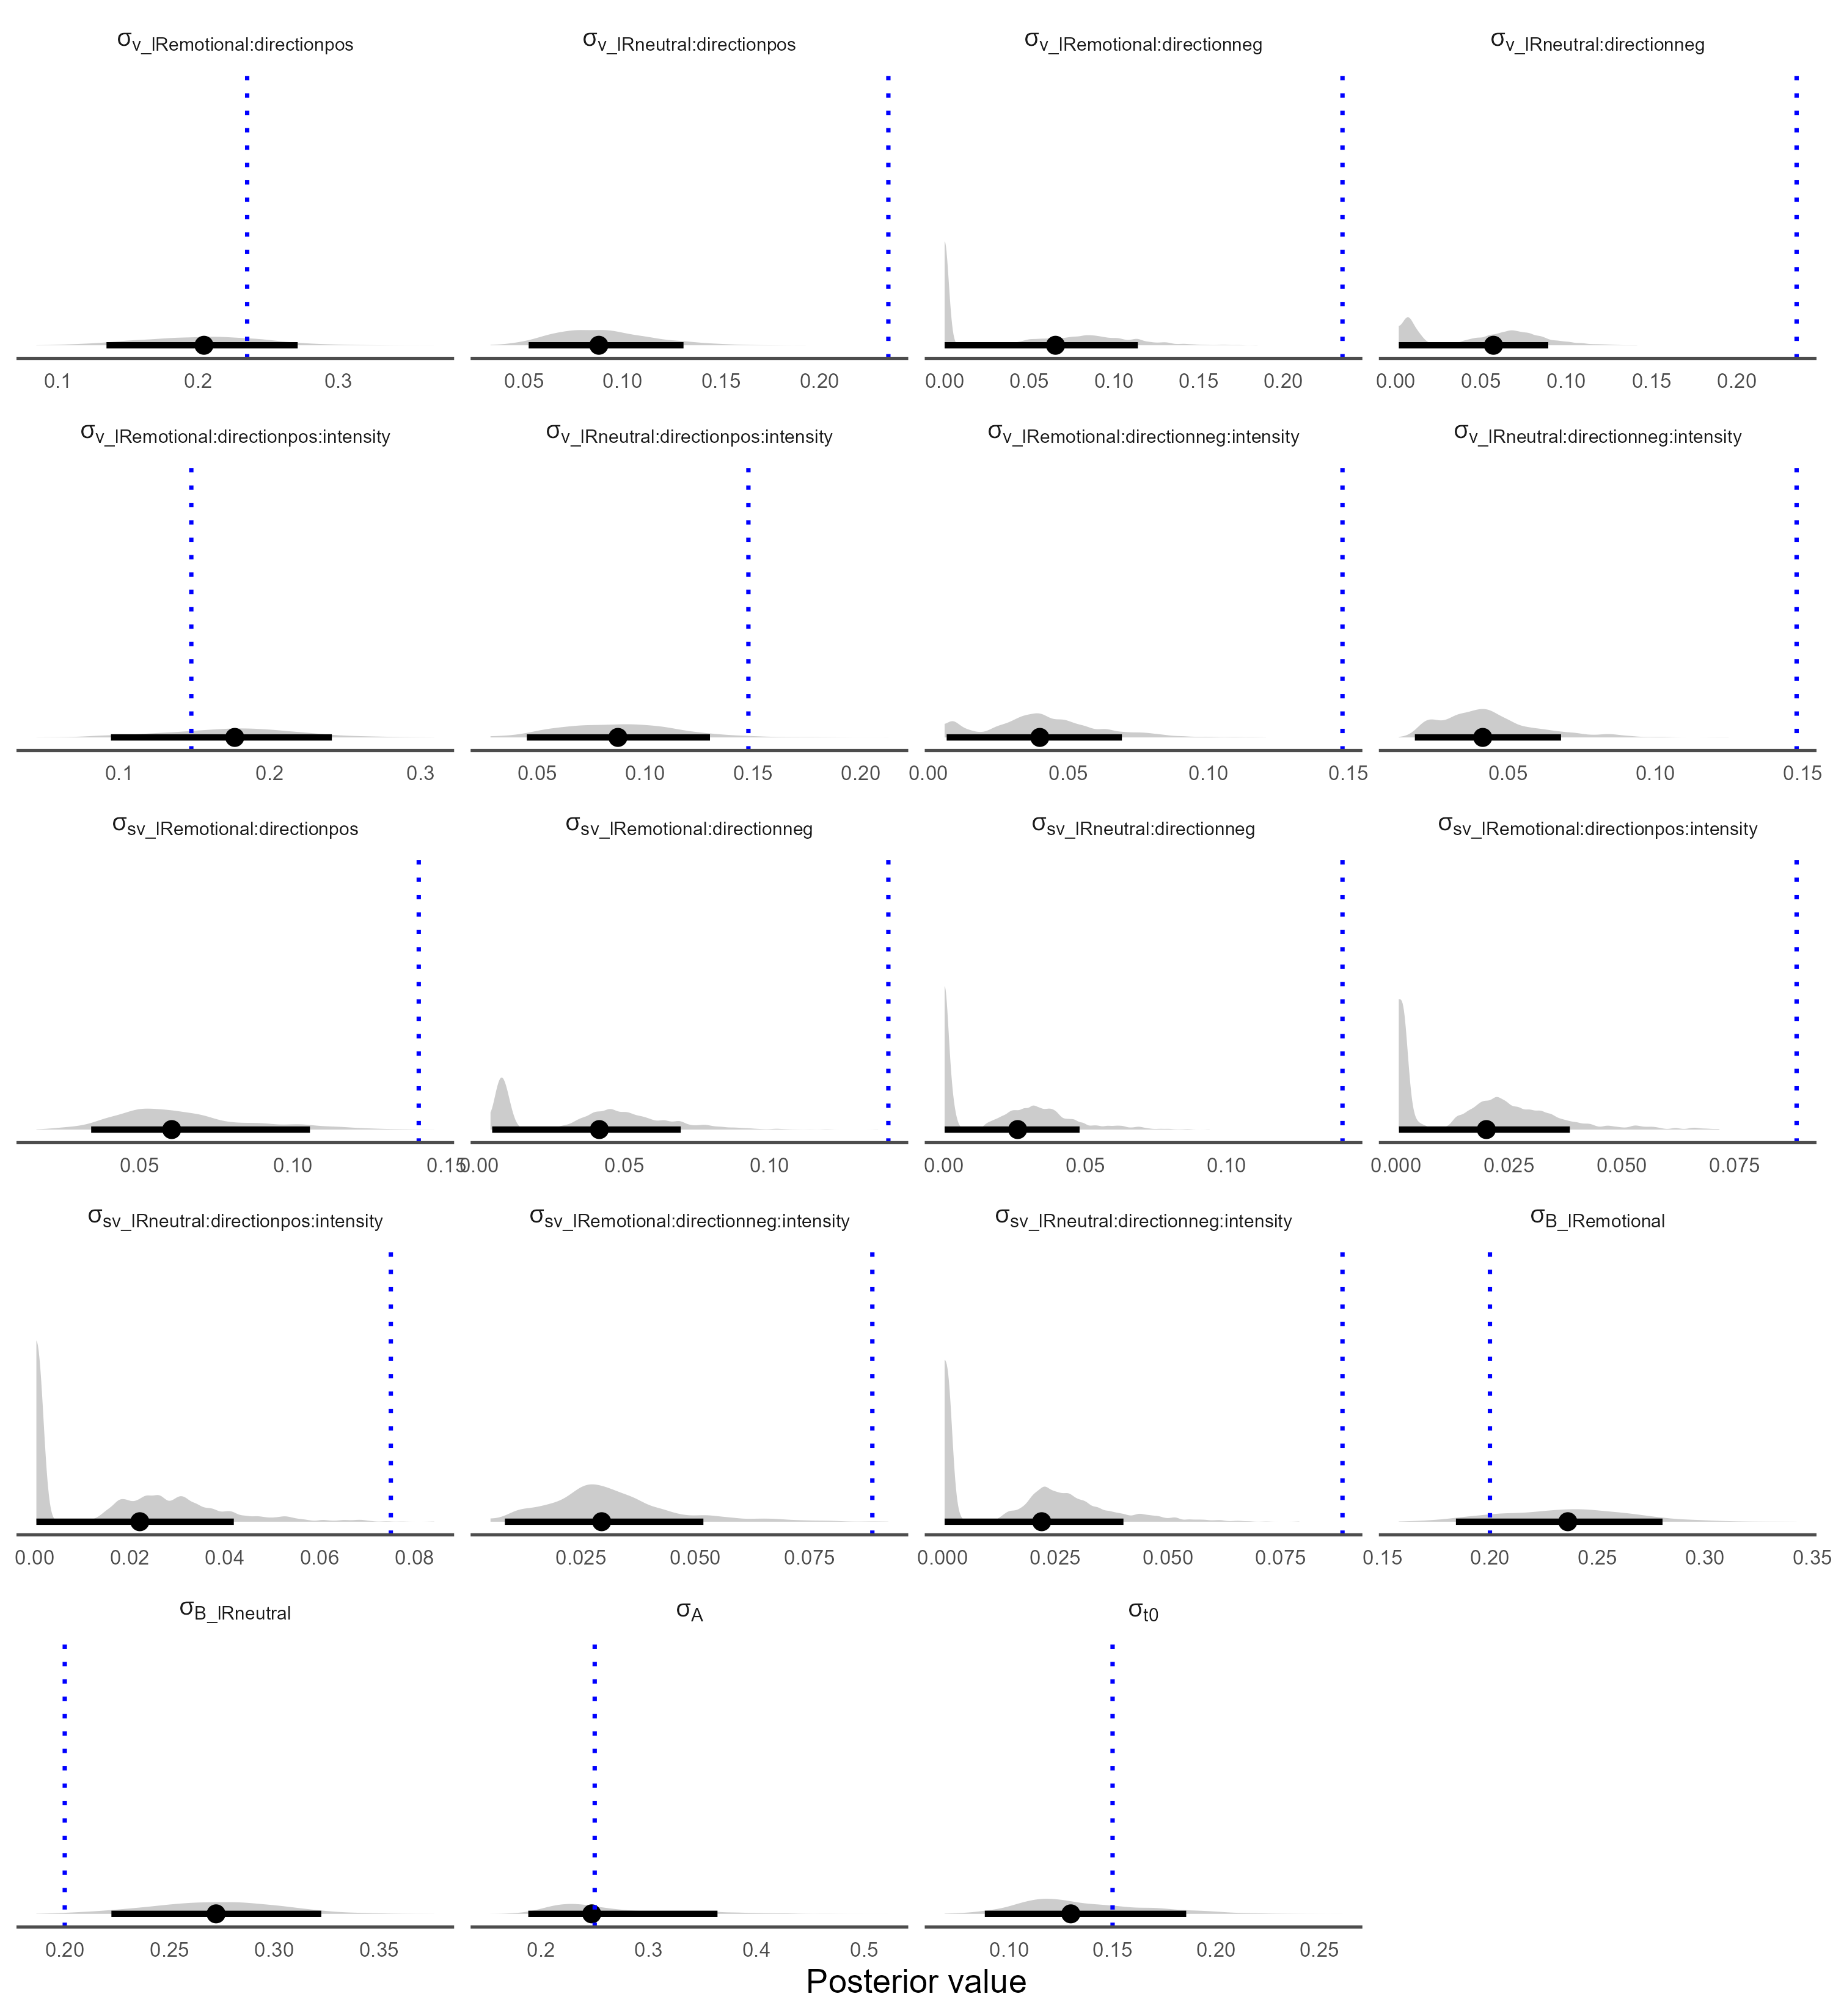 σv_lRemotional:directionpos σv_lRneutral:directionpos σv_lRemotional:directionneg σv_lRneutral:directionneg
0.1 0.2 0.3 0.05 0.10 0.15 0.20 0.00 0.05 0.10 0.15 0.20 0.00 0.05 0.10 0.15 0.20
σv_lRemotional:directionpos:intensity σv_lRneutral:directionpos:intensity σv_lRemotional:directionneg:intensity σv_lRneutral:directionneg:intensity
0.1 0.2 0.3 0.05 0.10 0.15 0.20 0.00 0.05 0.10 0.15 0.05 0.10 0.15
σsv_lRemotional:directionpos σsv_lRemotional:directionneg σsv_lRneutral:directionneg σsv_lRemotional:directionpos:intensity
0.05 0.10 0.15 0.00 0.05 0.10 0.00 0.05 0.10 0.000 0.025 0.050 0.075
σsv_lRneutral:directionpos:intensity σsv_lRemotional:directionneg:intensity σsv_lRneutral:directionneg:intensity σB_lRemotional
0.00 0.02 0.04 0.06 0.08 0.025 0.050 0.075 0.000 0.025 0.050 0.075 0.15 0.20 0.25 0.30 0.35
σB_lRneutral σA σt0
0.20 0.25 0.30 0.35 0.2 0.3 0.4 0.5 0.10 0.15 0.20 0.25
Posterior value